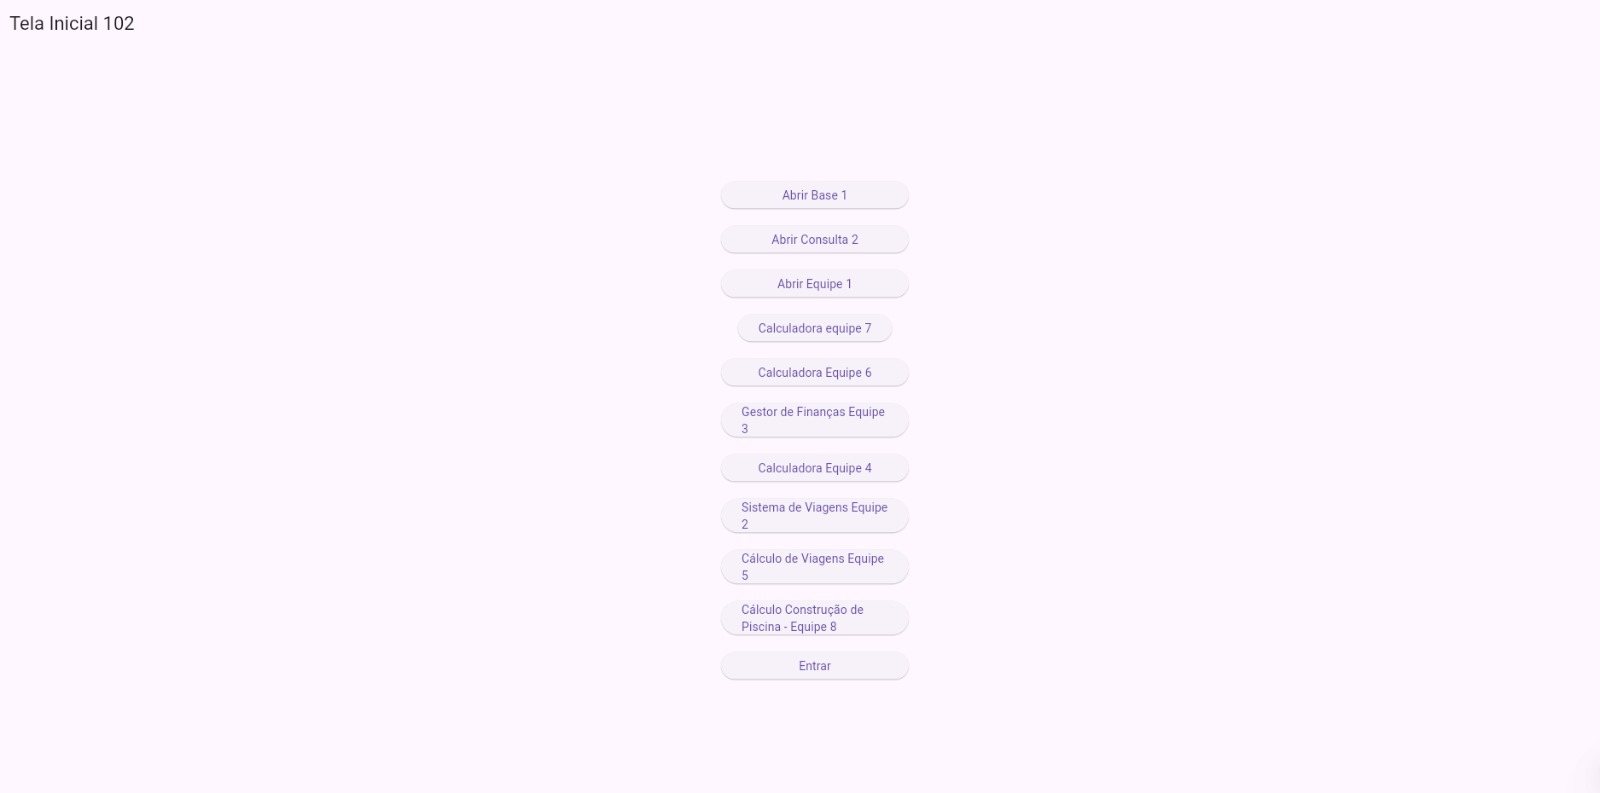 Tela Inicial 102
Abrir Base 1
Abrir Consulta 2
Abrir Equipe 1
Calculadora equipe 7
Calculadora Equipe 6
Gestor de Finanças Equipe
3
Calculadora Equipe 4
Sistema de Viagens Equipe
2
Cálculo de Viagens Equipe
5
Cálculo Construção de
Piscina - Equipe 8
Entrar